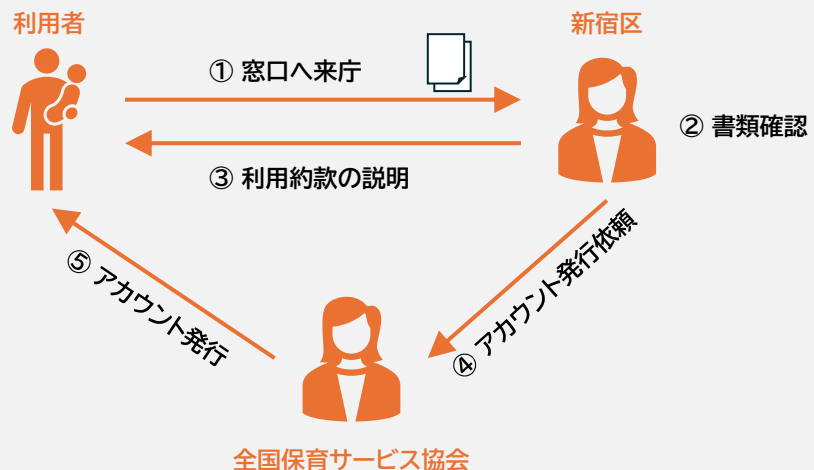 利用者
新宿区
① 窓口へ来庁
② 書類確認
③ 利用約款の説明
④ アカウント発行依頼
⑤ アカウント発行
全国保育サービス協会